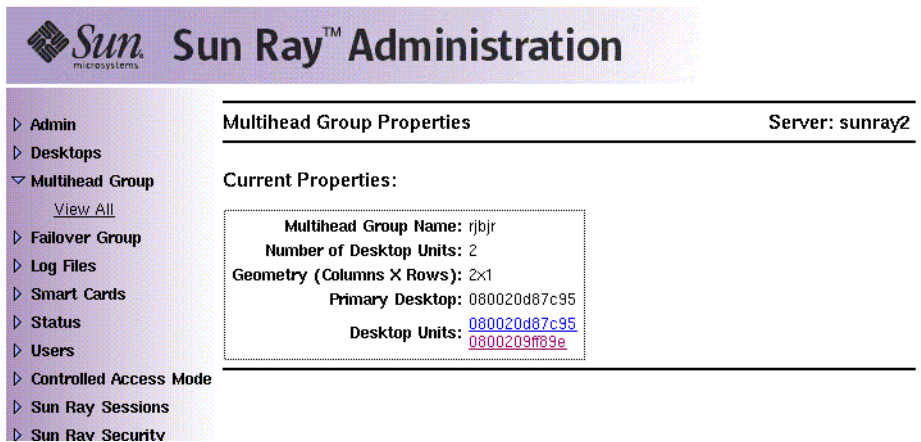 Sun microsystems Sun Ray™ Administration
Admin
Desktops
Multihead Group
View All
Failover Group
Log Files
Smart Cards
Status
Users
Controlled Access Mode
Sun Ray Sessions
Sun Ray Security
Multihead Group Properties Server: sunray2
Current Properties:
Multihead Group Name: rjbjr
Number of Desktop Units: 2
Geometry (Columns X Rows): 2x1
Primary Desktop: 080020d87c95
Desktop Units: 080020d87c95
0800209ff89e